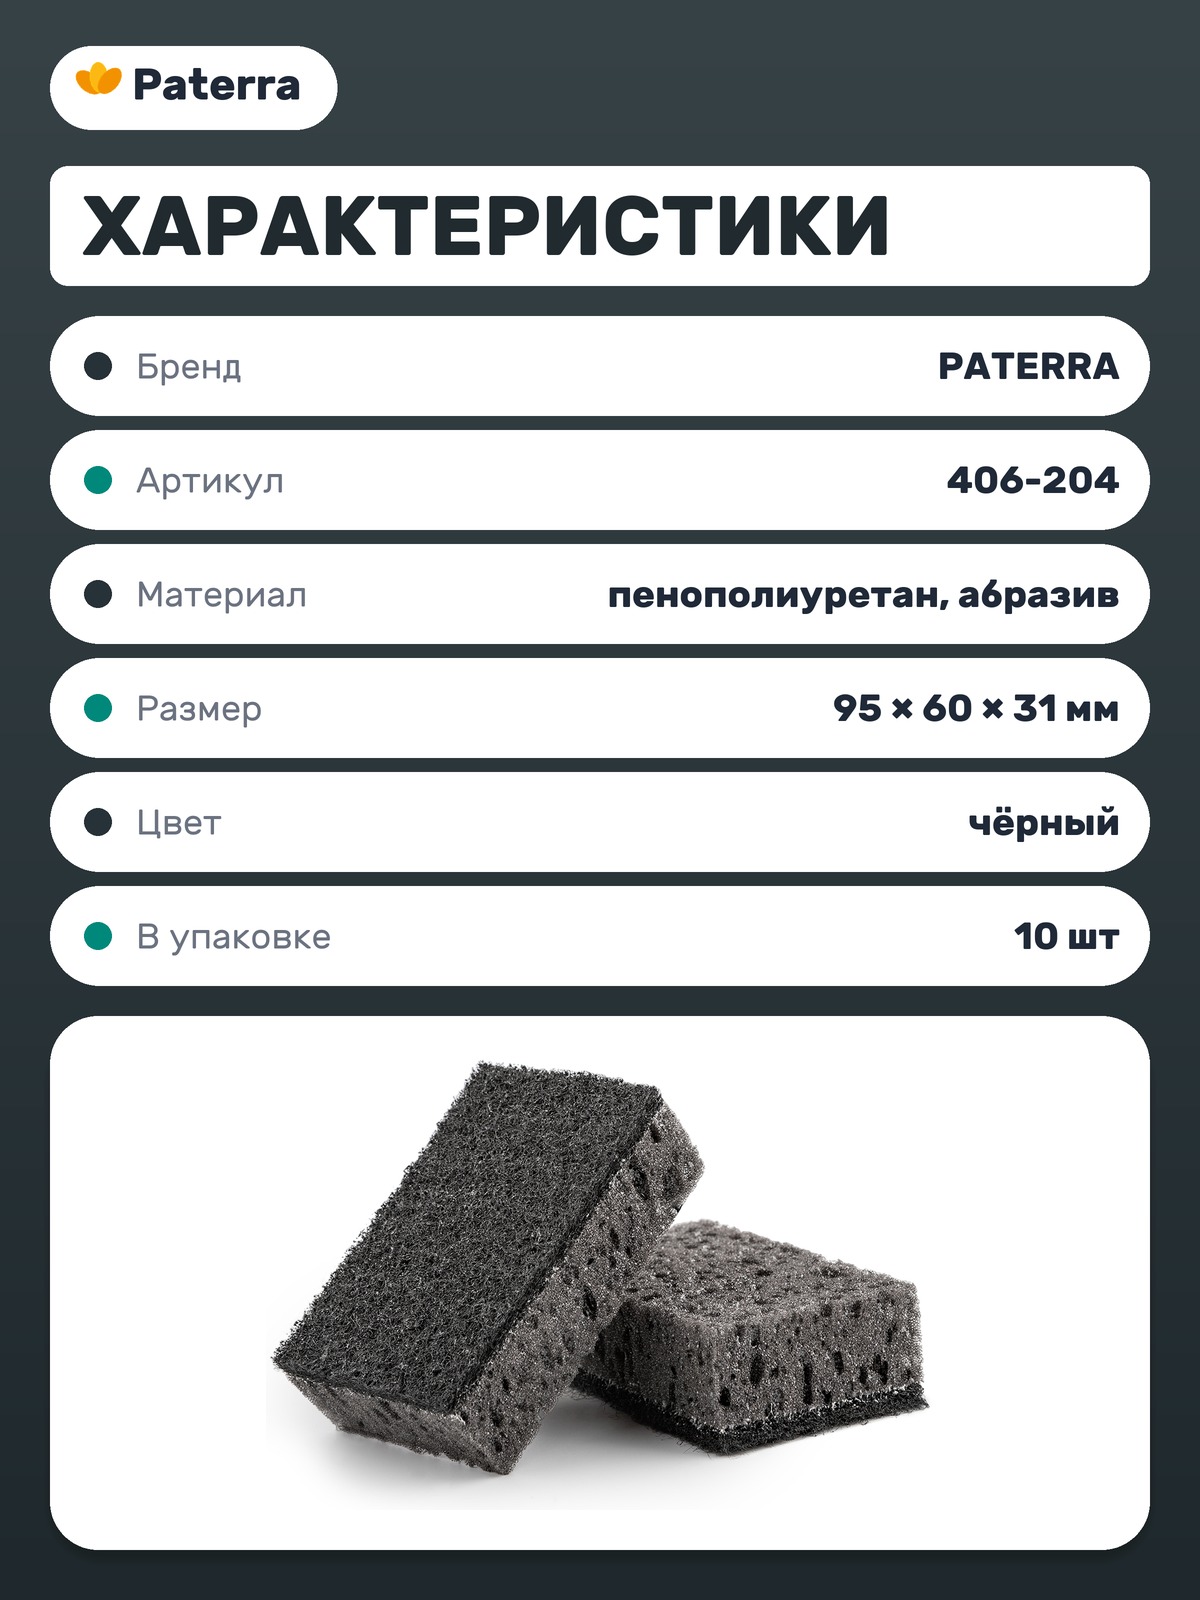 Paterra
ХАРАКТЕРИСТИКИ
Бренд PATERRA
Артикул 406-204
Материал пенополиуретан, абразив
Размер 95 × 60 × 31 мм
Цвет чёрный
В упаковке 10 шт